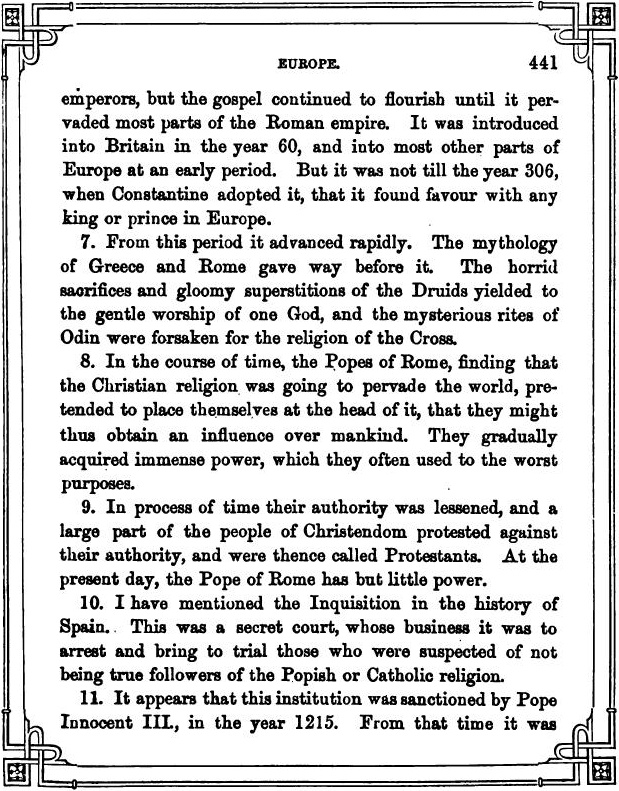 EUROPE. 441
emperors, but the gospel continued to flourish until it per-
vaded most parts of the Roman empire. It was introduced
into Britain in the year 60, and into most other parts of
Europe at an early period. But it was not till the year 306,
when Constantine adopted it, that it found favour with any
king or prince in Europe.
7. From this period it advanced rapidly. The mythology
of Greece and Rome gave way before it. The horrid
sacrifices and gloomy superstitions of the Druids yielded to
the gentle worship of one God, and the mysterious rites of
Odin were forsaken for the religion of the Cross.
8. In the course of time, the Popes of Rome, finding that
the Christian religion was going to pervade the world, pre-
tended to place themselves at the head of it, that they might
thus obtain an influence over mankind. They gradually
acquired immense power, which they often used to the worst
purposes.
9. In process of time their authority was lessened, and a
large part of the people of Christendom protested against
their authority, and were thence called Protestants. At the
present day, the Pope of Rome has but little power.
10. I have mentioned the Inquisition in the history of
Spain. This was a secret court, whose business it was to
arrest and bring to trial those who were suspected of not
being true followers of the Popish or Catholic religion.
11. It appears that this institution was sanctioned by Pope
Innocent III., in the year 1215. From that time it was